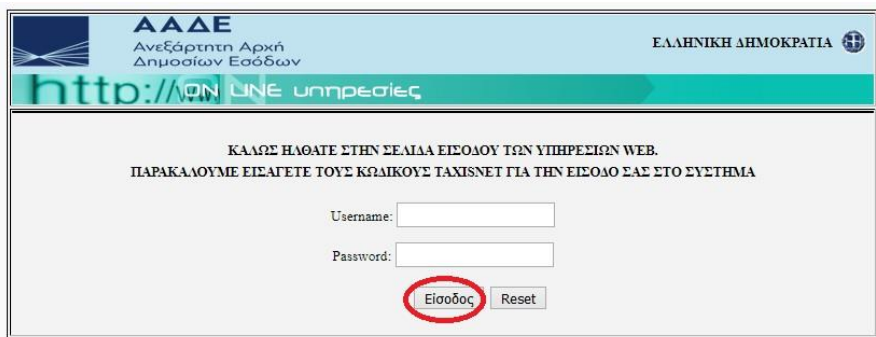 ΑΑΔΕ
Ανεξάρτητη Αρχή
Δημοσίων Εσόδων
ΕΛΛΗΝΙΚΗ ΔΗΜΟΚΡΑΤΙΑ
http://www
ON LINE υπηρεσίες
ΚΑΛΩΣ ΗΛΘΑΤΕ ΣΤΗΝ ΣΕΛΙΔΑ ΕΙΣΟΔΟΥ ΤΩΝ ΥΠΗΡΕΣΙΩΝ WEB.
ΠΑΡΑΚΑΛΟΥΜΕ ΕΙΣΑΓΕΤΕ ΤΟΥΣ ΚΩΔΙΚΟΥΣ TAXISNET ΓΙΑ ΤΗΝ ΕΙΣΟΔΟ ΣΑΣ ΣΤΟ ΣΥΣΤΗΜΑ
Username:
Password:
Είσοδος Reset